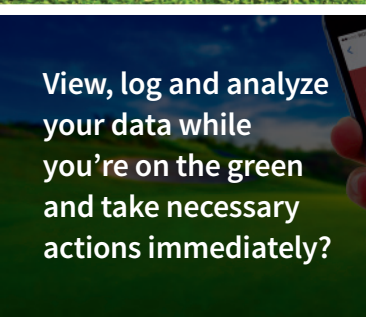 View, log and analyze
your data while
you’re on the green
and take necessary
actions immediately?